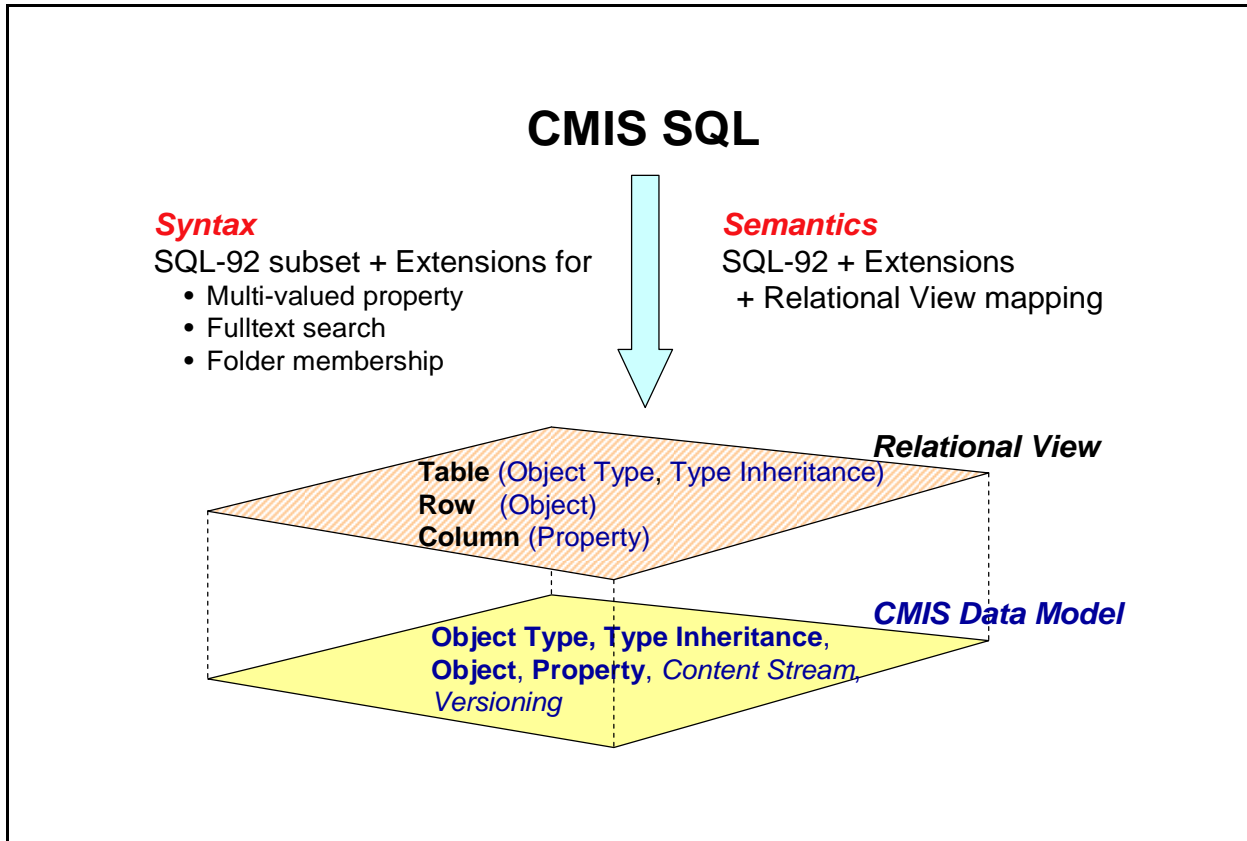 CMIS SQL
Syntax
SQL-92 subset + Extensions for
• Multi-valued property
• Fulltext search
• Folder membership
Semantics
SQL-92 + Extensions
+ Relational View mapping
Relational View
Table (Object Type, Type Inheritance)
Row (Object)
Column (Property)
CMIS Data Model
Object Type, Type Inheritance,
Object, Property, Content Stream,
Versioning